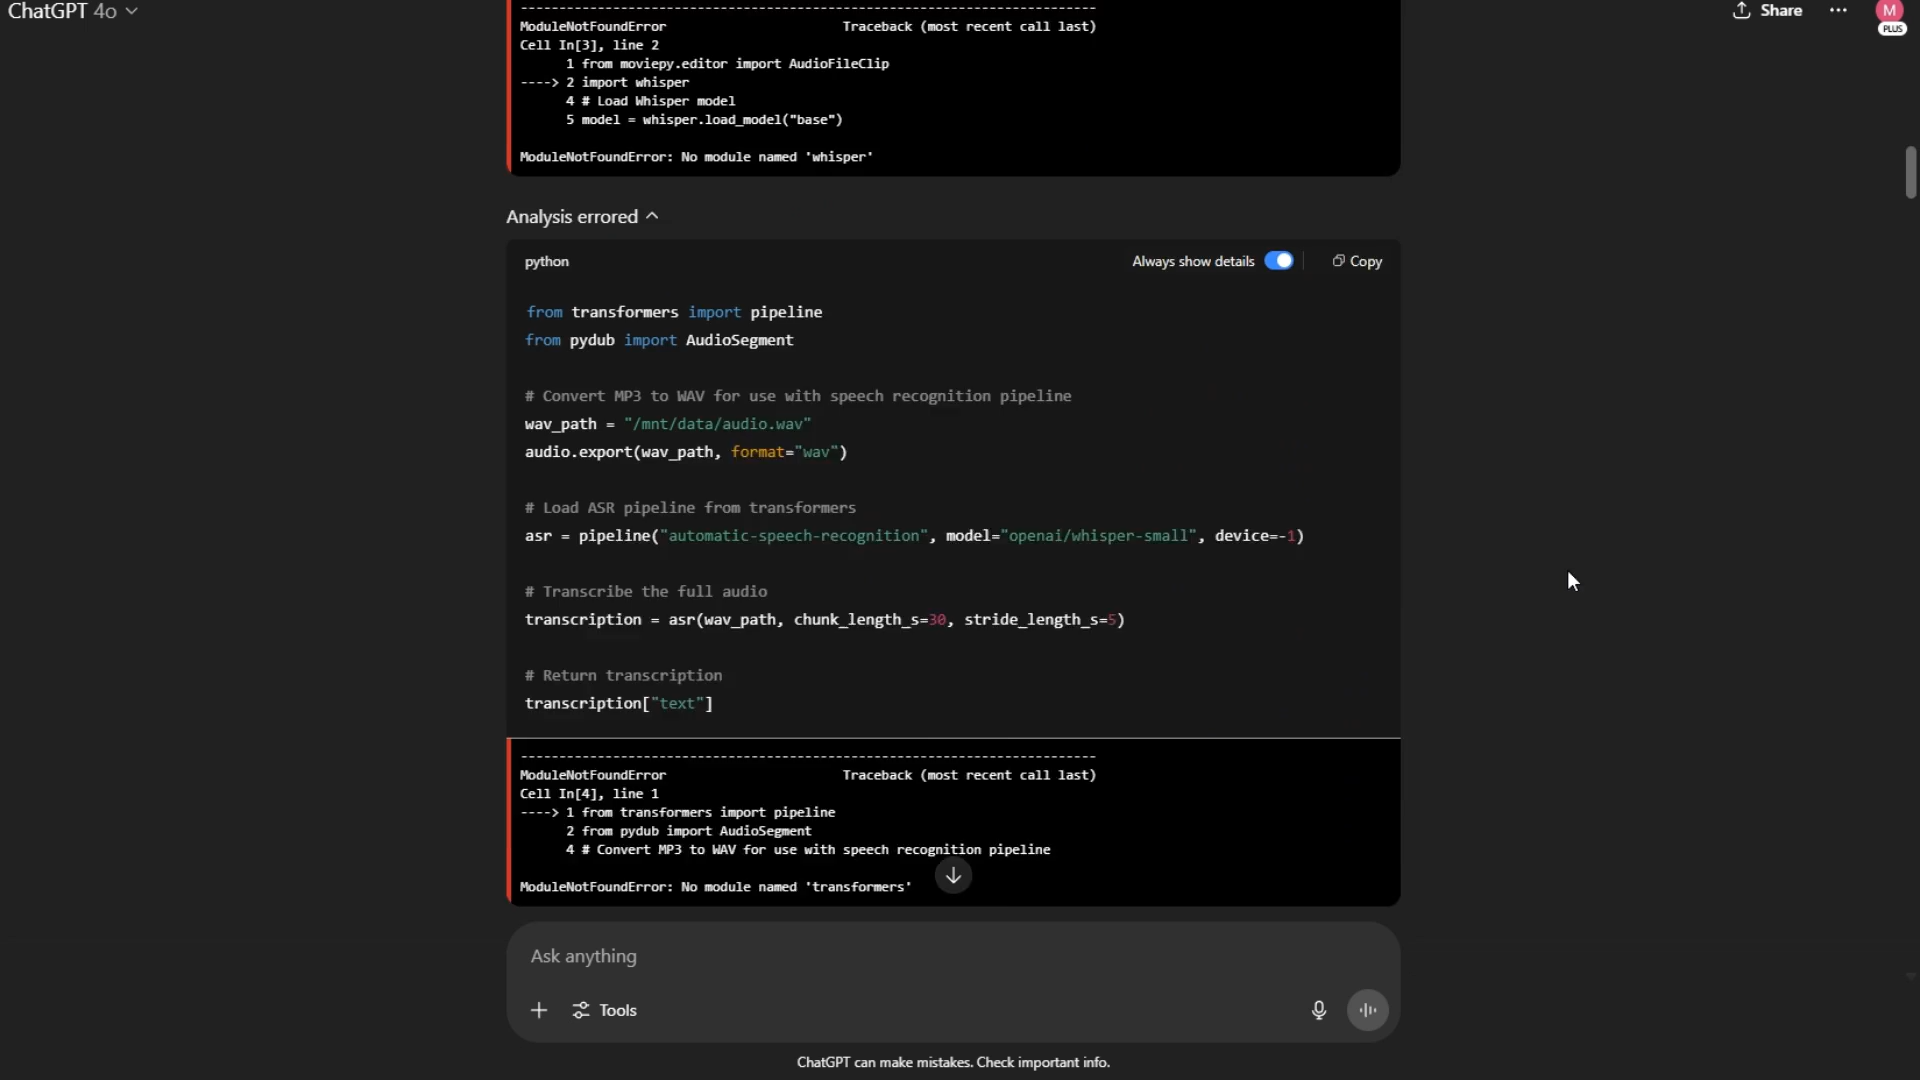 ChatGPT 4o
Share
M
PLUS
---------------------------------------------------------------------------
ModuleNotFoundError                       Traceback (most recent call last)
Cell In[3], line 2
      1 from moviepy.editor import AudioFileClip
----> 2 import whisper
      4 # Load Whisper model
      5 model = whisper.load_model("base")
ModuleNotFoundError: No module named 'whisper'
Analysis errored
python
Always show details
Copy
from transformers import pipeline
from pydub import AudioSegment
# Convert MP3 to WAV for use with speech recognition pipeline
wav_path = "/mnt/data/audio.wav"
audio.export(wav_path, format="wav")
# Load ASR pipeline from transformers
asr = pipeline("automatic-speech-recognition", model="openai/whisper-small", device=-1)
# Transcribe the full audio
transcription = asr(wav_path, chunk_length_s=30, stride_length_s=5)
# Return transcription
transcription["text"]
---------------------------------------------------------------------------
ModuleNotFoundError                       Traceback (most recent call last)
Cell In[4], line 1
----> 1 from transformers import pipeline
      2 from pydub import AudioSegment
      4 # Convert MP3 to WAV for use with speech recognition pipeline
ModuleNotFoundError: No module named 'transformers'
Ask anything
Tools
ChatGPT can make mistakes. Check important info.